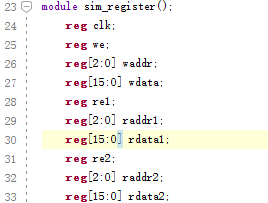 23 module sim_register();
24 reg clk;
25 reg we;
26 reg[2:0] waddr;
27 reg[15:0] wdata;
28 reg re1;
29 reg[2:0] raddr1;
30 reg[15:0] rdata1;
31 reg re2;
32 reg[2:0] raddr2;
33 reg[15:0] rdata2;